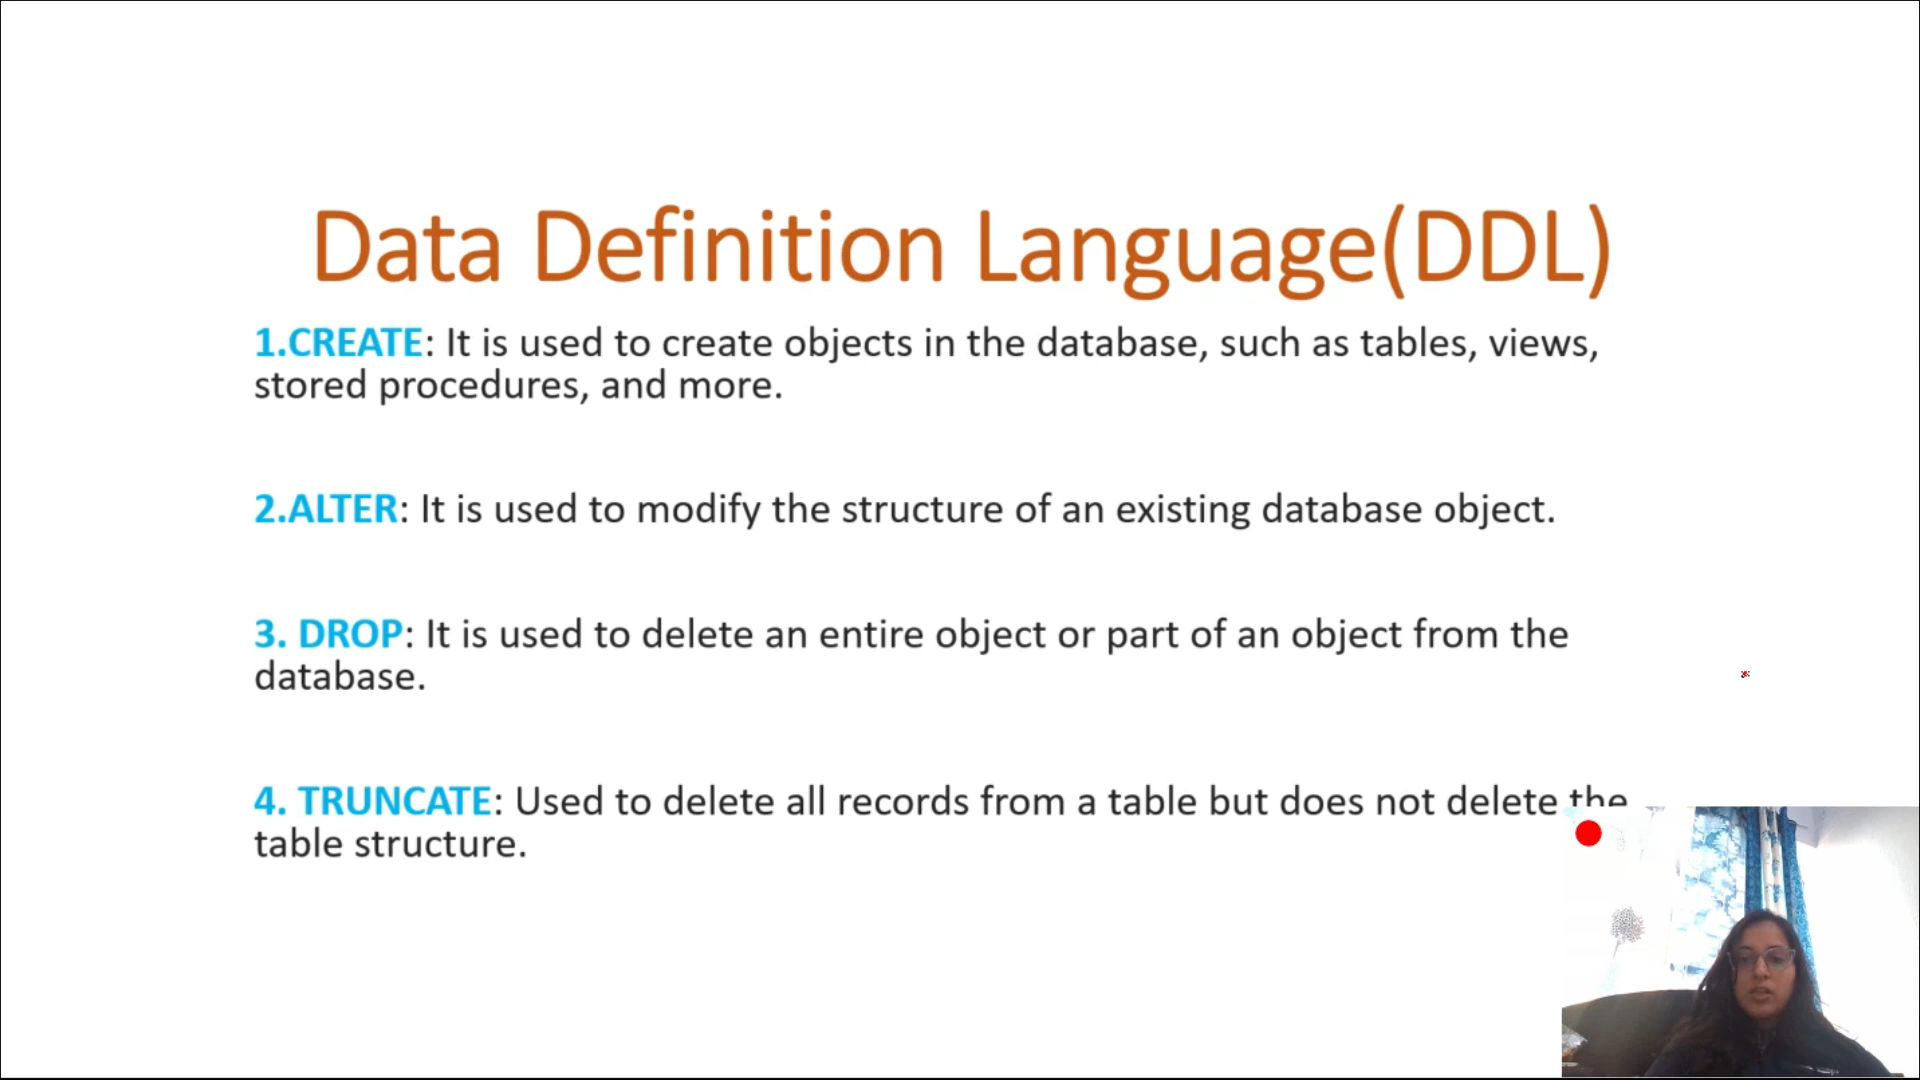 Data Definition Language(DDL)
1.CREATE: It is used to create objects in the database, such as tables, views,
stored procedures, and more.
2.ALTER: It is used to modify the structure of an existing database object.
3. DROP: It is used to delete an entire object or part of an object from the
database.
4. TRUNCATE: Used to delete all records from a table but does not delete the
table structure.